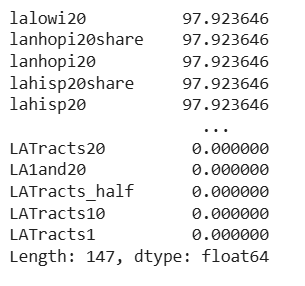 lalowi20 97.923646
lanhopi20share 97.923646
lanhopi20 97.923646
lahisp20share 97.923646
lahisp20 97.923646
...
LATracts20 0.000000
LA1and20 0.000000
LATracts_half 0.000000
LATracts10 0.000000
LATracts1 0.000000
Length: 147, dtype: float64